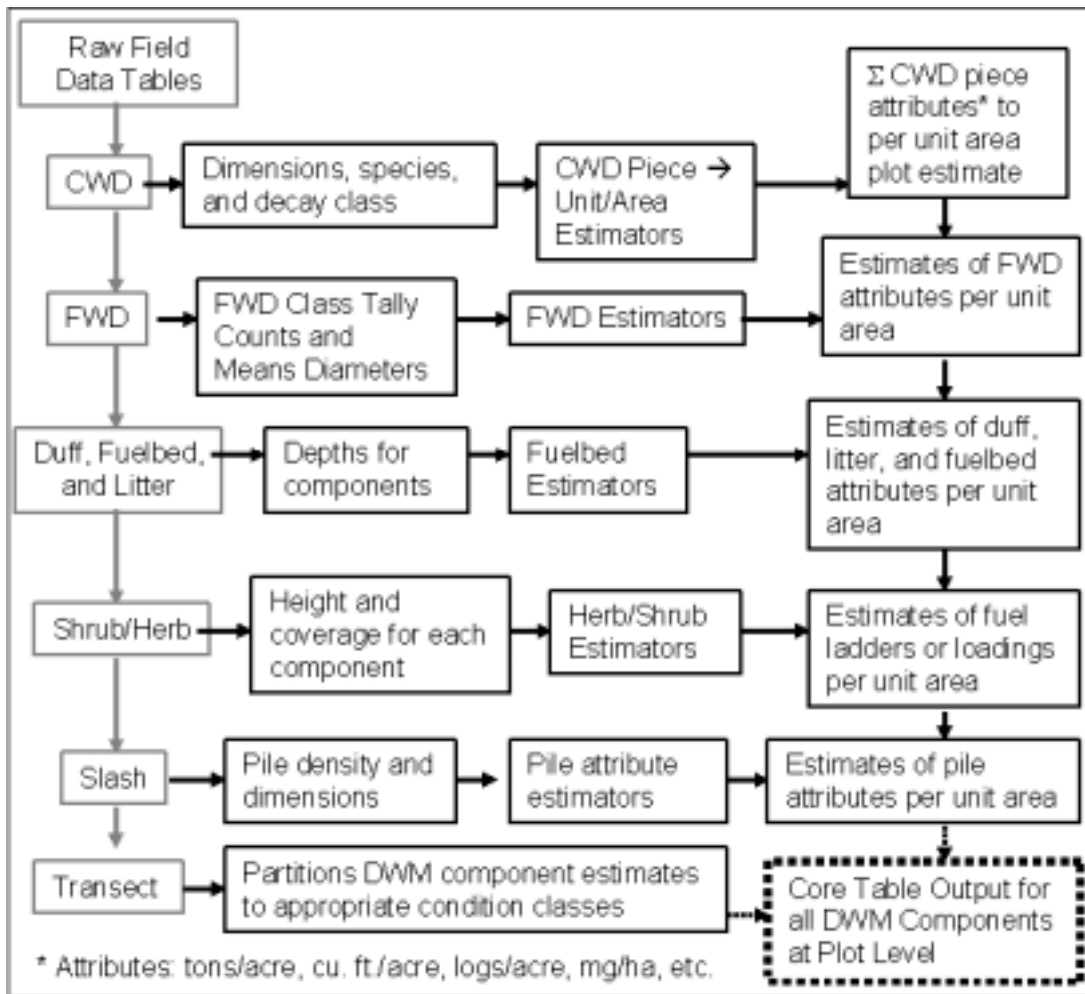 Raw Field
Data Tables
Σ CWD piece
attributes* to
per unit area
plot estimate
CWD
Dimensions, species,
and decay class
CWD Piece →
Unit/Area
Estimators
FWD
FWD Class Tally
Counts and
Means Diameters
FWD Estimators
Estimates of FWD
attributes per unit
area
Duff, Fuelbed,
and Litter
Depths for
components
Fuelbed
Estimators
Estimates of duff,
litter, and fuelbed
attributes per unit
area
Shrub/Herb
Height and
coverage for each
component
Herb/Shrub
Estimators
Estimates of fuel
ladders or loadings
per unit area
Slash
Pile density and
dimensions
Pile attribute
estimators
Estimates of pile
attributes per unit area
Transect
Partitions DWM component estimates
to appropriate condition classes
Core Table Output for
all DWM Components
at Plot Level
* Attributes: tons/acre, cu. ft./acre, logs/acre, mg/ha, etc.